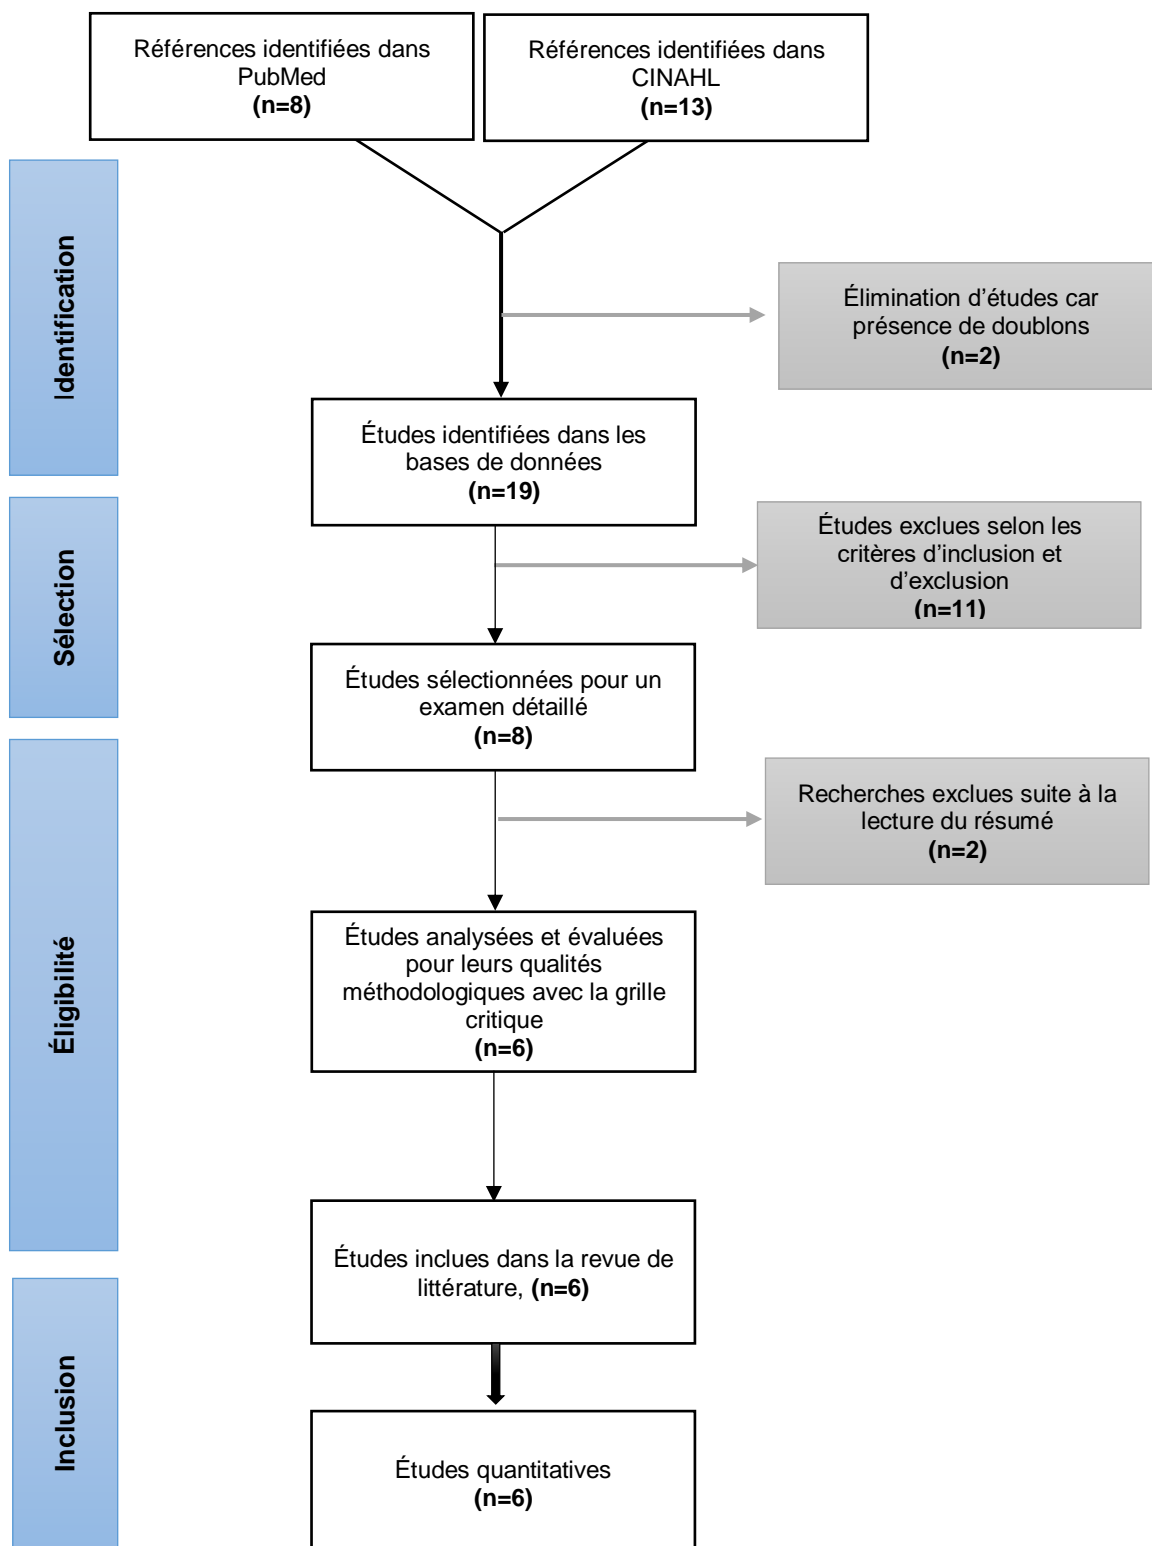 Références identifiées dans
PubMed
(n=8)
Références identifiées dans
CINAHL
(n=13)
Identification
Élimination d’études car
présence de doublons
(n=2)
Études identifiées dans les
bases de données
(n=19)
Sélection
Études exclues selon les
critères d’inclusion et
d’exclusion
(n=11)
Études sélectionnées pour un
examen détaillé
(n=8)
Éligibilité
Recherches exclues suite à la
lecture du résumé
(n=2)
Études analysées et évaluées
pour leurs qualités
méthodologiques avec la grille
critique
(n=6)
Études inclues dans la revue de
littérature, (n=6)
Inclusion
Études quantitatives
(n=6)